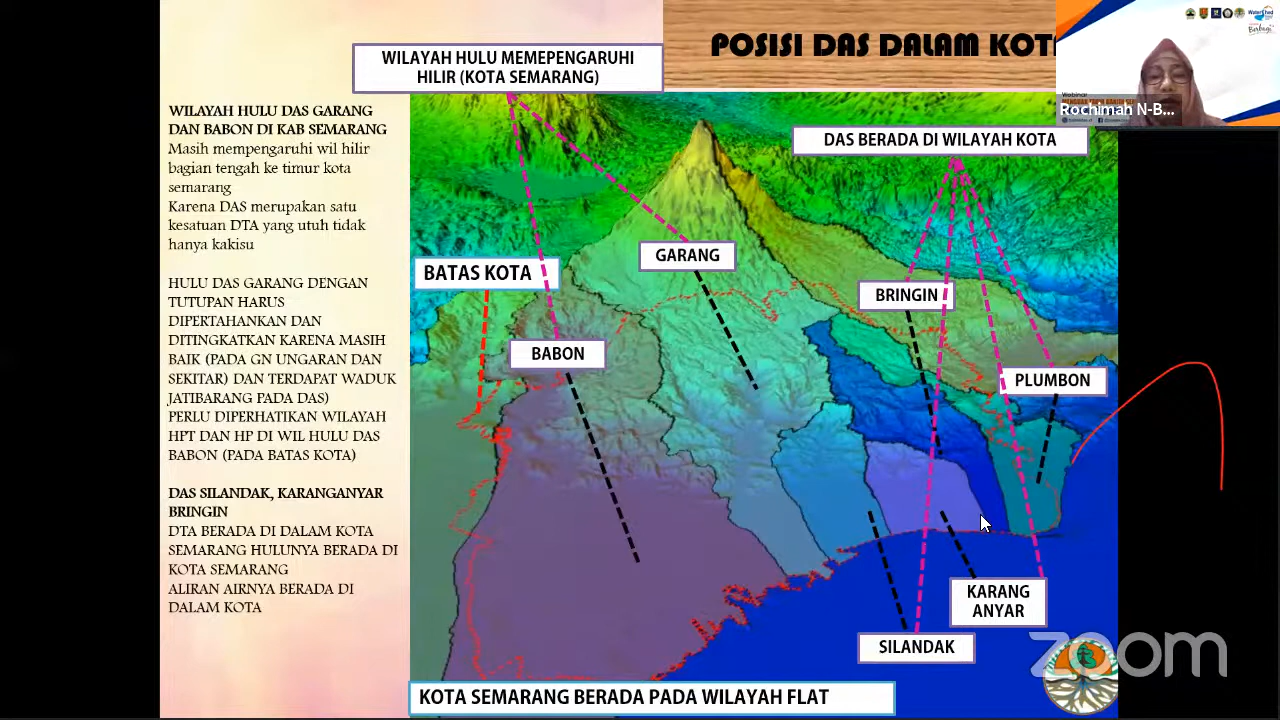 POSISI DAS DALAM
WILAYAH HULU MEMEPENGARUHI
HILIR (KOTA SEMARANG)
WILAYAH HULU DAS GARANG
DAN BABON DI KAB SEMARANG
Masih mempengaruhi wil hilir
bagian tengah ke timur kota
semarang
Karena DAS merupakan satu
kesatuan DTA yang utuh tidak
hanya kakisu
HULU DAS GARANG DENGAN
TUTUPAN HARUS
DIPERTAHANKAN DAN
DITINGKATKAN KARENA MASIH
BAIK (PADA GN UNGARAN DAN
SEKITAR) DAN TERDAPAT WADUK
JATIBARANG PADA DAS)
PERLU DIPERHATIKAN WILAYAH
HPT DAN HP DI WIL HULU DAS
BABON (PADA BATAS KOTA)
DAS SILANDAK, KARANGANYAR
BRINGIN
DTA BERADA DI DALAM KOTA
SEMARANG HULUNYA BERADA DI
KOTA SEMARANG
ALIRAN AIRNYA BERADA DI
DALAM KOTA
DAS BERADA DI WILAYAH KOTA
GARANG
BATAS KOTA
BRINGIN
BABON
PLUMBON
KARANG
ANYAR
SILANDAK
KOTA SEMARANG BERADA PADA WILAYAH FLAT
Webinar
Rochimah N-B...
zoom